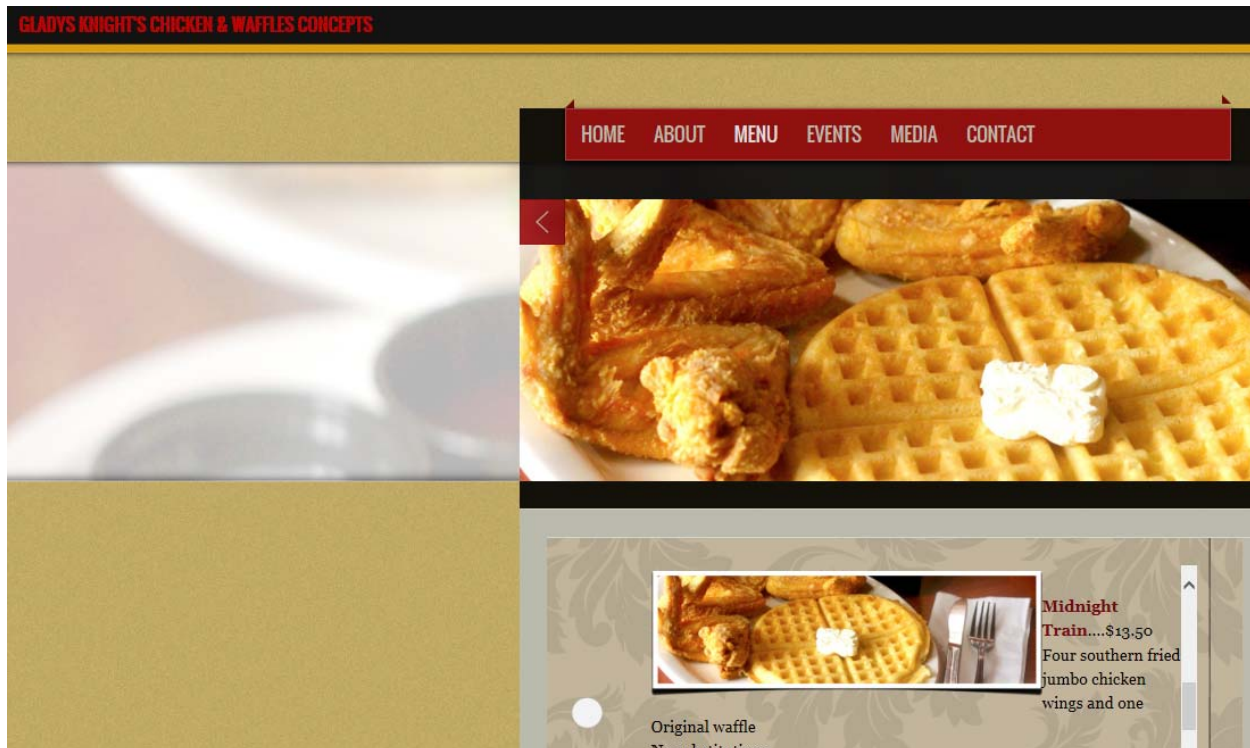 GLADYS KNIGHT'S CHICKEN & WAFFLES CONCEPTS
HOME ABOUT MENU EVENTS MEDIA CONTACT
Midnight
Train....$13.50
Four southern fried
jumbo chicken
wings and one
Original waffle